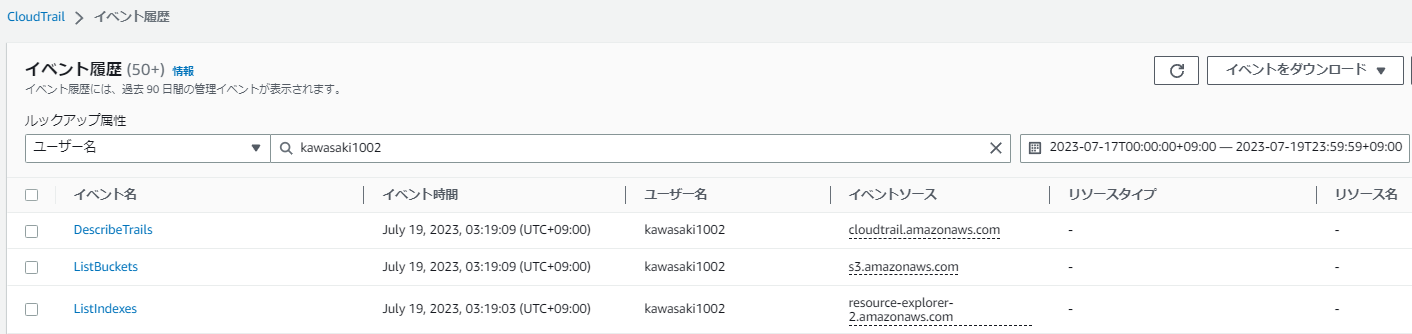 CloudTrail > イベント履歴
イベント履歴 (50+) 情報
イベントをダウンロード
イベント履歴には、過去 90 日間の管理イベントが表示されます。
ルックアップ属性
ユーザー名 kawasaki1002 2023-07-17T00:00:00+09:00 — 2023-07-19T23:59:59+09:00
イベント名 イベント時間 ユーザー名 イベントソース リソースタイプ リソース名
DescribeTrails July 19, 2023, 03:19:09 (UTC+09:00) kawasaki1002 cloudtrail.amazonaws.com - -
ListBuckets July 19, 2023, 03:19:09 (UTC+09:00) kawasaki1002 s3.amazonaws.com - -
ListIndexes July 19, 2023, 03:19:03 (UTC+09:00) kawasaki1002 resource-explorer-
2.amazonaws.com - -